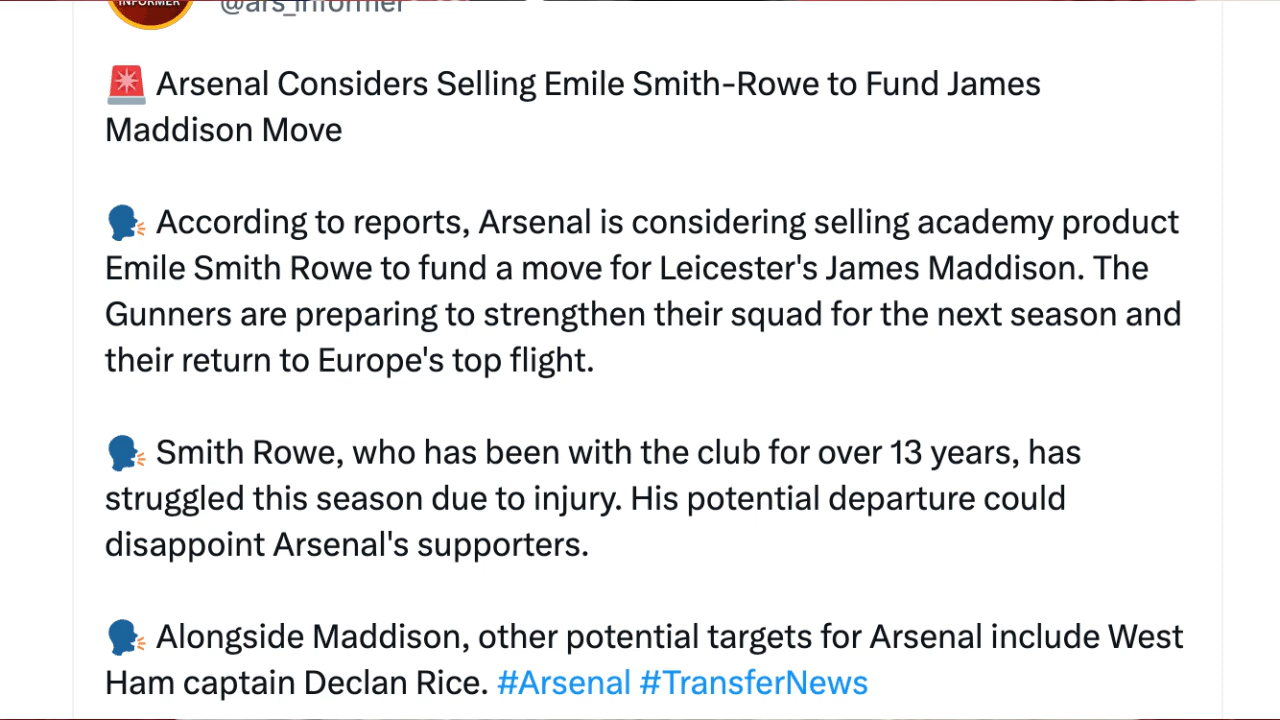 INFORMER
@ars_informer
🚨 Arsenal Considers Selling Emile Smith-Rowe to Fund James
Maddison Move
🗣️ According to reports, Arsenal is considering selling academy product
Emile Smith Rowe to fund a move for Leicester's James Maddison. The
Gunners are preparing to strengthen their squad for the next season and
their return to Europe's top flight.
🗣️ Smith Rowe, who has been with the club for over 13 years, has
struggled this season due to injury. His potential departure could
disappoint Arsenal's supporters.
🗣️ Alongside Maddison, other potential targets for Arsenal include West
Ham captain Declan Rice. #Arsenal #TransferNews